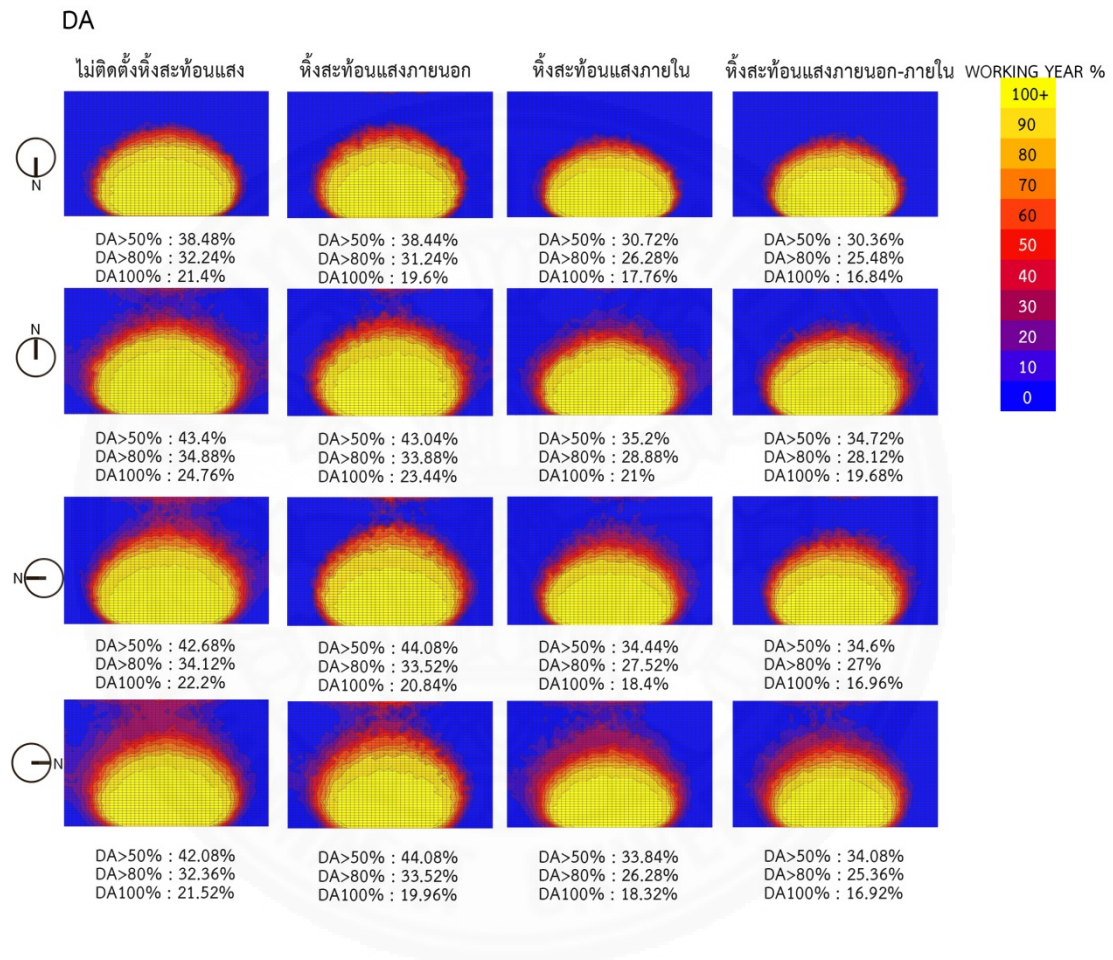 DA
ไม่ติดตั้งหิ้งสะท้อนแสง หิ้งสะท้อนแสงภายนอก หิ้งสะท้อนแสงภายใน หิ้งสะท้อนแสงภายนอก-ภายใน WORKING YEAR %
100+
90
80
70
60
50
40
30
20
10
0
N
DA>50% : 38.48% DA>50% : 38.44% DA>50% : 30.72% DA>50% : 30.36%
DA>80% : 32.24% DA>80% : 31.24% DA>80% : 26.28% DA>80% : 25.48%
DA100% : 21.4% DA100% : 19.6% DA100% : 17.76% DA100% : 16.84%
N
DA>50% : 43.4% DA>50% : 43.04% DA>50% : 35.2% DA>50% : 34.72%
DA>80% : 34.88% DA>80% : 33.88% DA>80% : 28.88% DA>80% : 28.12%
DA100% : 24.76% DA100% : 23.44% DA100% : 21% DA100% : 19.68%
N
DA>50% : 42.68% DA>50% : 44.08% DA>50% : 34.44% DA>50% : 34.6%
DA>80% : 34.12% DA>80% : 33.52% DA>80% : 27.52% DA>80% : 27%
DA100% : 22.2% DA100% : 20.84% DA100% : 18.4% DA100% : 16.96%
N
DA>50% : 42.08% DA>50% : 44.08% DA>50% : 33.84% DA>50% : 34.08%
DA>80% : 32.36% DA>80% : 33.52% DA>80% : 26.28% DA>80% : 25.36%
DA100% : 21.52% DA100% : 19.96% DA100% : 18.32% DA100% : 16.92%